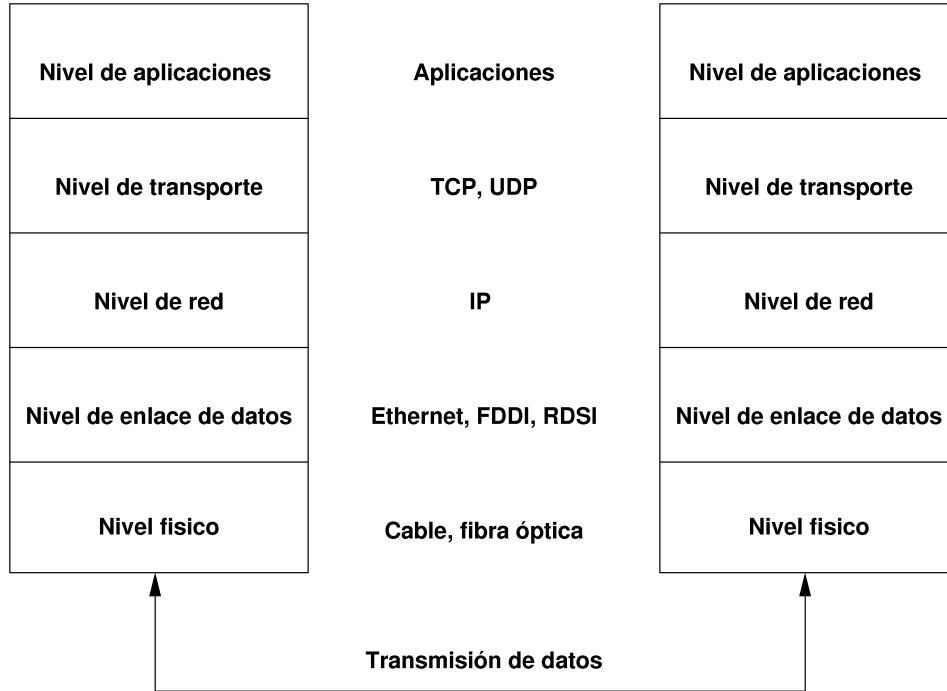 Nivel de aplicaciones
Aplicaciones
Nivel de aplicaciones
Nivel de transporte
TCP, UDP
Nivel de transporte
Nivel de red
IP
Nivel de red
Nivel de enlace de datos
Ethernet, FDDI, RDSI
Nivel de enlace de datos
Nivel fisico
Cable, fibra óptica
Nivel fisico
Transmisión de datos